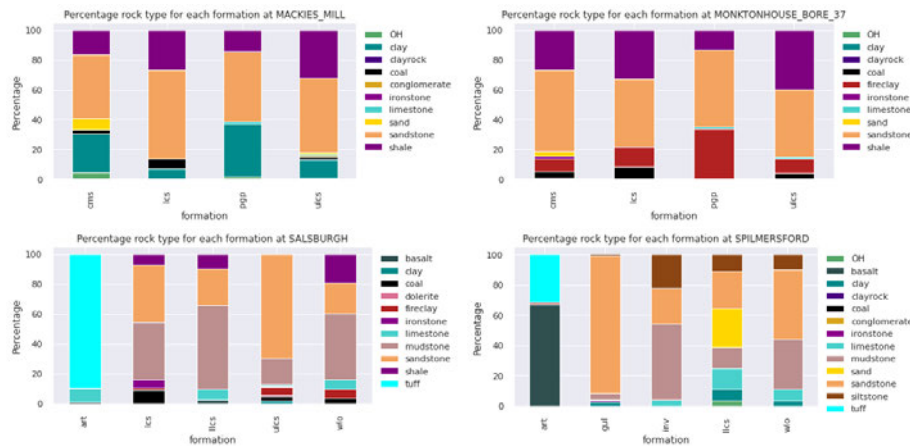 Percentage rock type for each formation at MACKIES_MILL
100
80
60
40
20
0
Percentage
cms
lcs
pgp
ulcs
formation
OH
clay
clayrock
coal
conglomerate
ironstone
limestone
sand
sandstone
shale
Percentage rock type for each formation at MONKTONHOUSE_BORE_37
100
80
60
40
20
0
Percentage
cms
lcs
pgp
ulcs
formation
OH
clay
clayrock
coal
fireclay
ironstone
limestone
sand
sandstone
shale
Percentage rock type for each formation at SALSBURGH
100
80
60
40
20
0
Percentage
art
lcs
llcs
ulcs
wlo
formation
basalt
clay
coal
dolerite
fireclay
ironstone
limestone
mudstone
sandstone
shale
tuff
Percentage rock type for each formation at SPILMERSFORD
100
80
60
40
20
0
Percentage
art
gul
inv
llcs
wlo
formation
OH
basalt
clay
clayrock
coal
conglomerate
ironstone
limestone
mudstone
sand
sandstone
siltstone
tuff